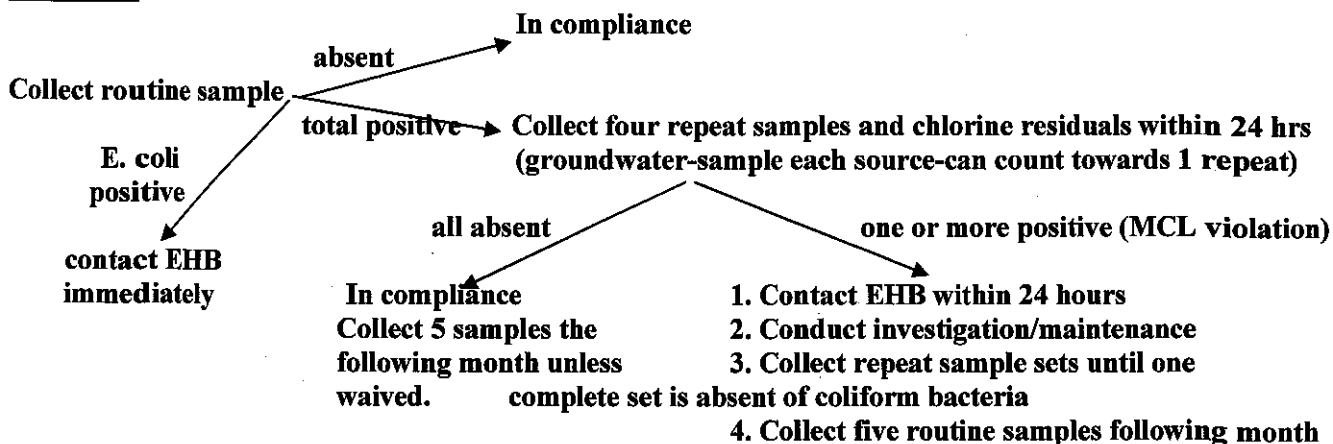 In compliance
absent
Collect routine sample
total positive
Collect four repeat samples and chlorine residuals within 24 hrs
(groundwater-sample each source-can count towards 1 repeat)
E. coli
positive
contact EHB
immediately
all absent
one or more positive (MCL violation)
In compliance
Collect 5 samples the
following month unless
waived.
1. Contact EHB within 24 hours
2. Conduct investigation/maintenance
3. Collect repeat sample sets until one
complete set is absent of coliform bacteria
4. Collect five routine samples following month